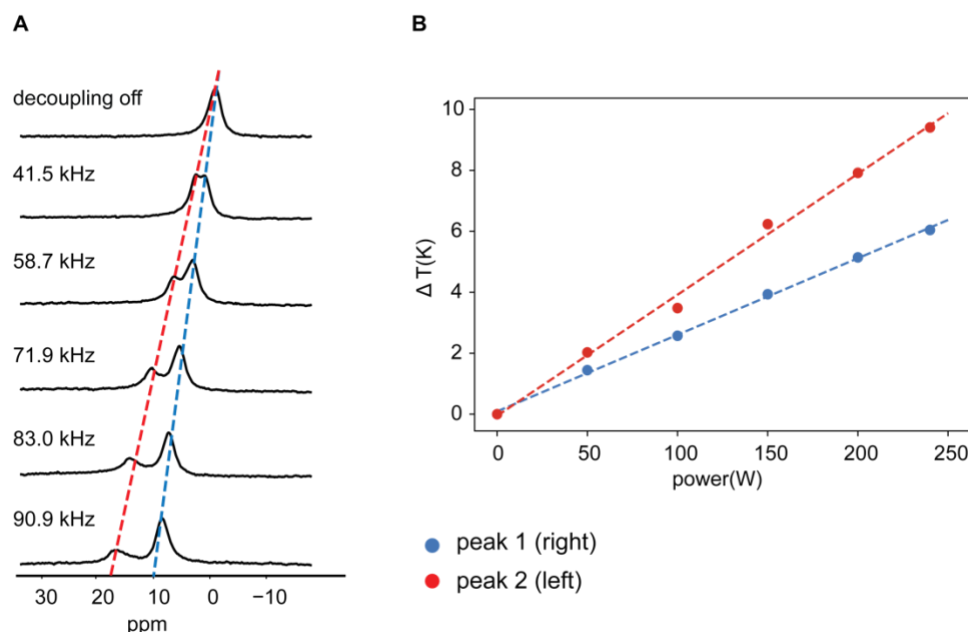 A
decoupling off
41.5 kHz
58.7 kHz
71.9 kHz
83.0 kHz
90.9 kHz
30 20 10 0 −10
ppm
B
10
8
6
4
2
0
Δ T(K)
0 50 100 150 200 250
power(W)
peak 1 (right)
peak 2 (left)